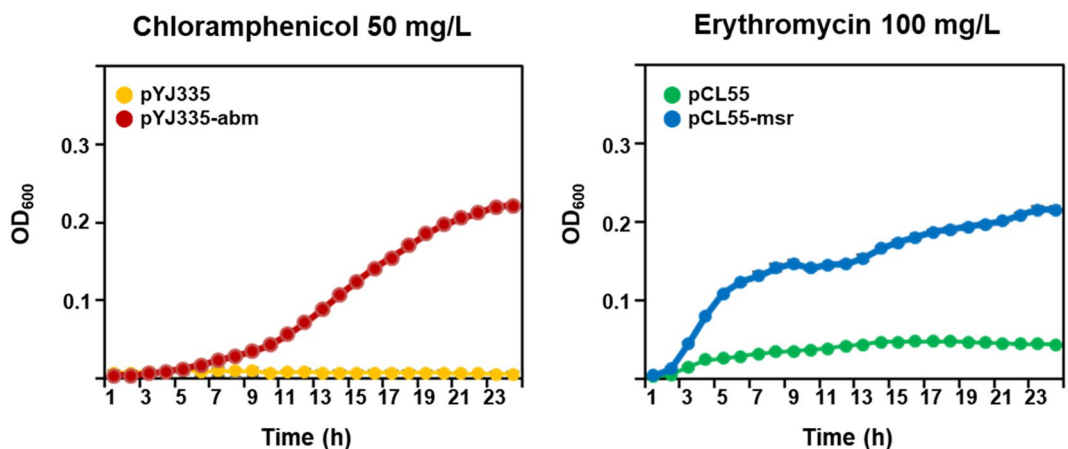 Chloramphenicol 50 mg/L
pYJ335
pYJ335-abm
0.3
0.2
0.1
OD600
1 3 5 7 9 11 13 15 17 19 21 23
Time (h)
Erythromycin 100 mg/L
pCL55
pCL55-msr
0.3
0.2
0.1
OD600
1 3 5 7 9 11 13 15 17 19 21 23
Time (h)